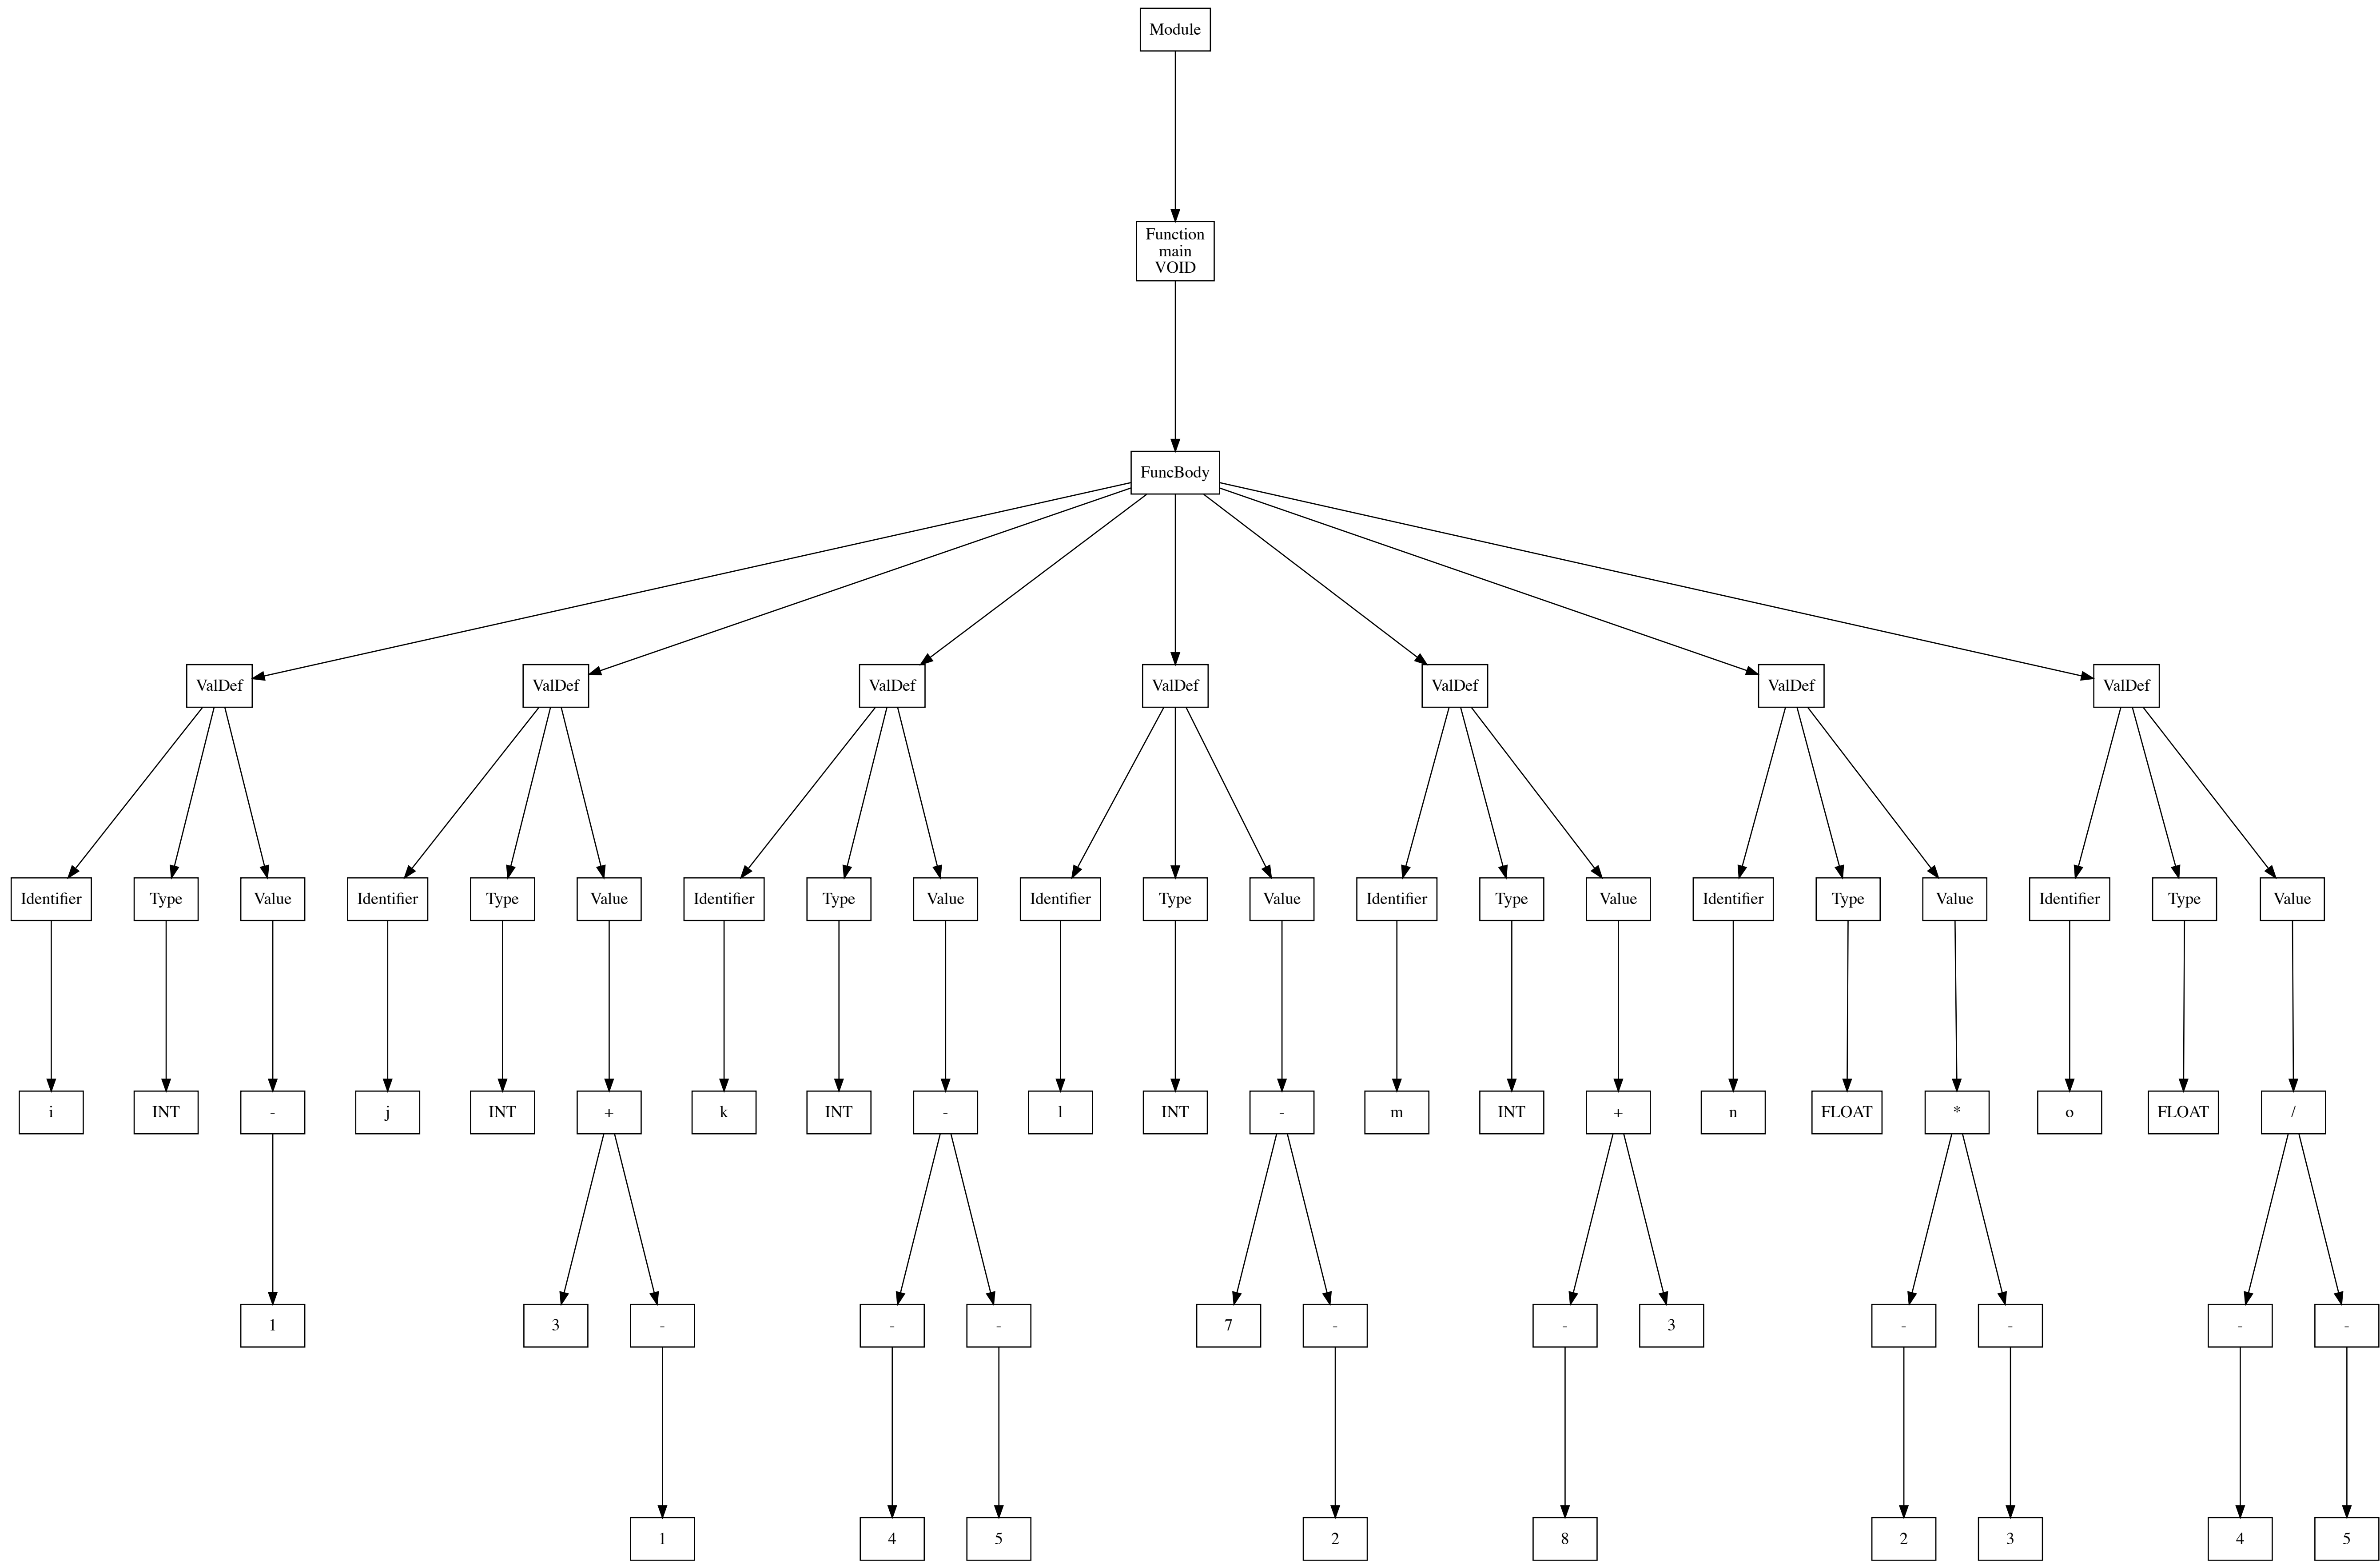 Module
Function
main
VOID
FuncBody
ValDef
ValDef
ValDef
ValDef
ValDef
ValDef
ValDef
Identifier
Type
Value
Identifier
Type
Value
Identifier
Type
Value
Identifier
Type
Value
Identifier
Type
Value
Identifier
Type
Value
Identifier
Type
Value
i
INT
-
j
INT
+
k
INT
-
l
INT
-
m
INT
+
n
FLOAT
*
o
FLOAT
/
1
3
-
-
-
7
-
-
3
-
-
-
-
1
4
5
2
8
2
3
4
5